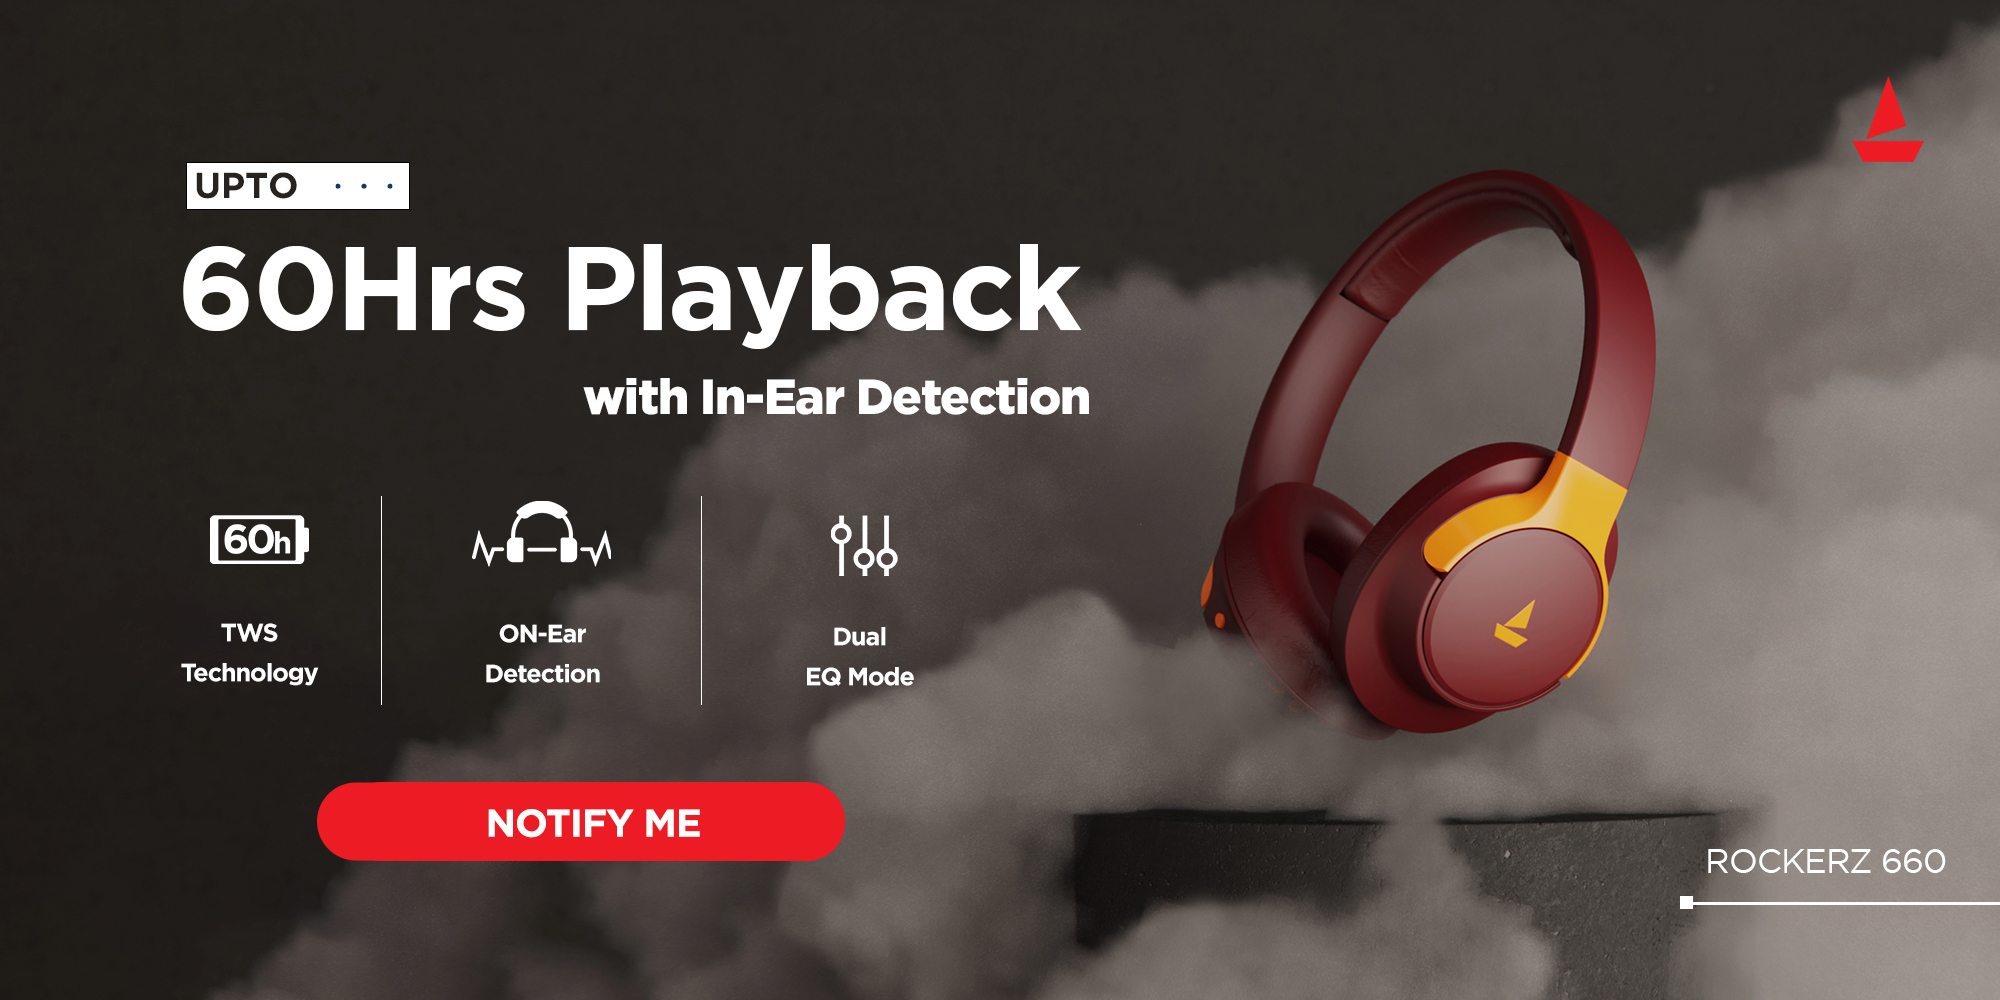 UPTO
60Hrs Playback
with In-Ear Detection
60h
TWS
Technology
ON-Ear
Detection
Dual
EQ Mode
NOTIFY ME
ROCKERZ 660